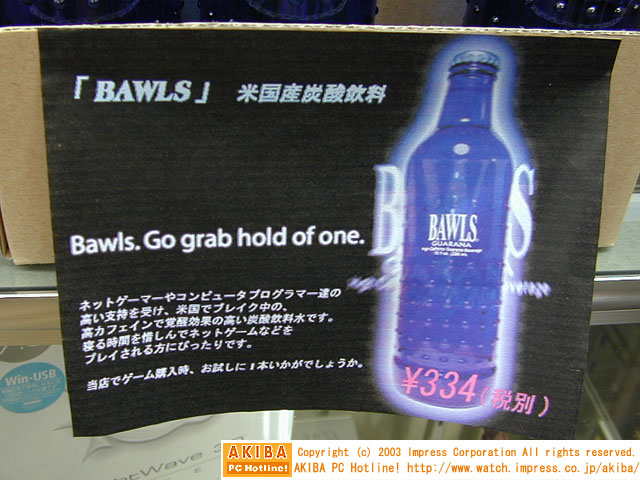 「BAWLS」 米国産炭酸飲料
Bawls. Go grab hold of one.
ネットゲーマーやコンピュータプログラマー達の
高い支持を受け、米国でブレイク中の、
高カフェインで覚醒効果の高い炭酸飲料水です。
寝る時間を惜しんでネットゲームなどを
プレイされる方にぴったりです。
当店でゲーム購入時、お試しに1本いかがでしょうか。
BAWLS
GUARANA
High Caffeine Guarana Beverage
¥334(税別)
Win-USB
AKIBA
PC Hotline!
Copyright (c) 2003 Impress Corporation All rights reserved.
AKIBA PC Hotline! http://www.watch.impress.co.jp/akiba/